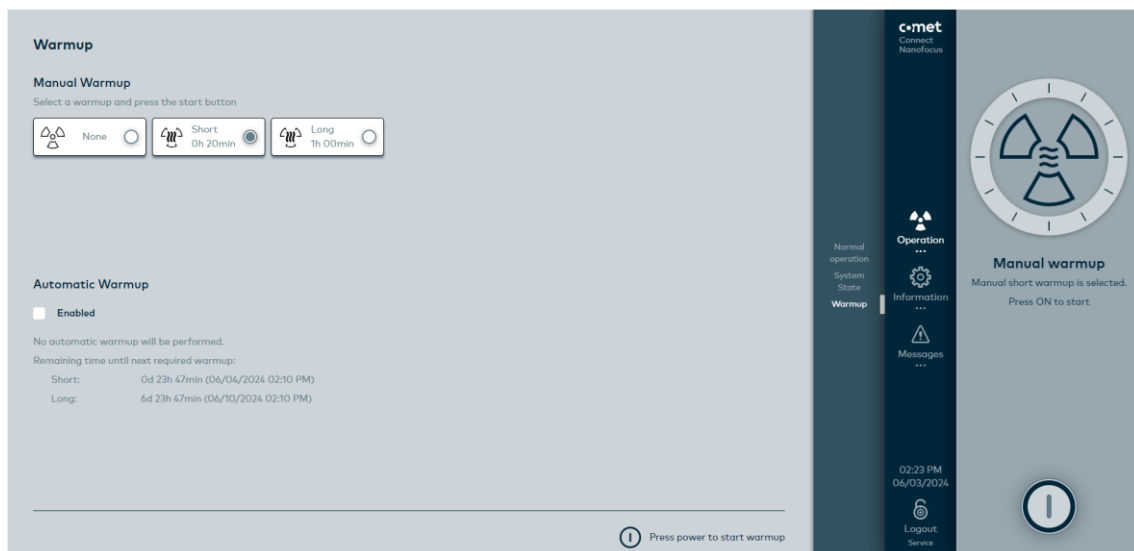 Warmup
Manual Warmup
Select a warmup and press the start button
None
Short
0h 20min
Long
1h 00min
Automatic Warmup
Enabled
No automatic warmup will be performed.
Remaining time until next required warmup:
Short: 0d 23h 47min (06/04/2024 02:10 PM)
Long: 6d 23h 47min (06/10/2024 02:10 PM)
Press power to start warmup
Normal
operation
System
State
Warmup
comet
Connect
Nanofocus
Operation
Information
Messages
02:23 PM
06/03/2024
Logout
Service
Manual warmup
Manual short warmup is selected.
Press ON to start